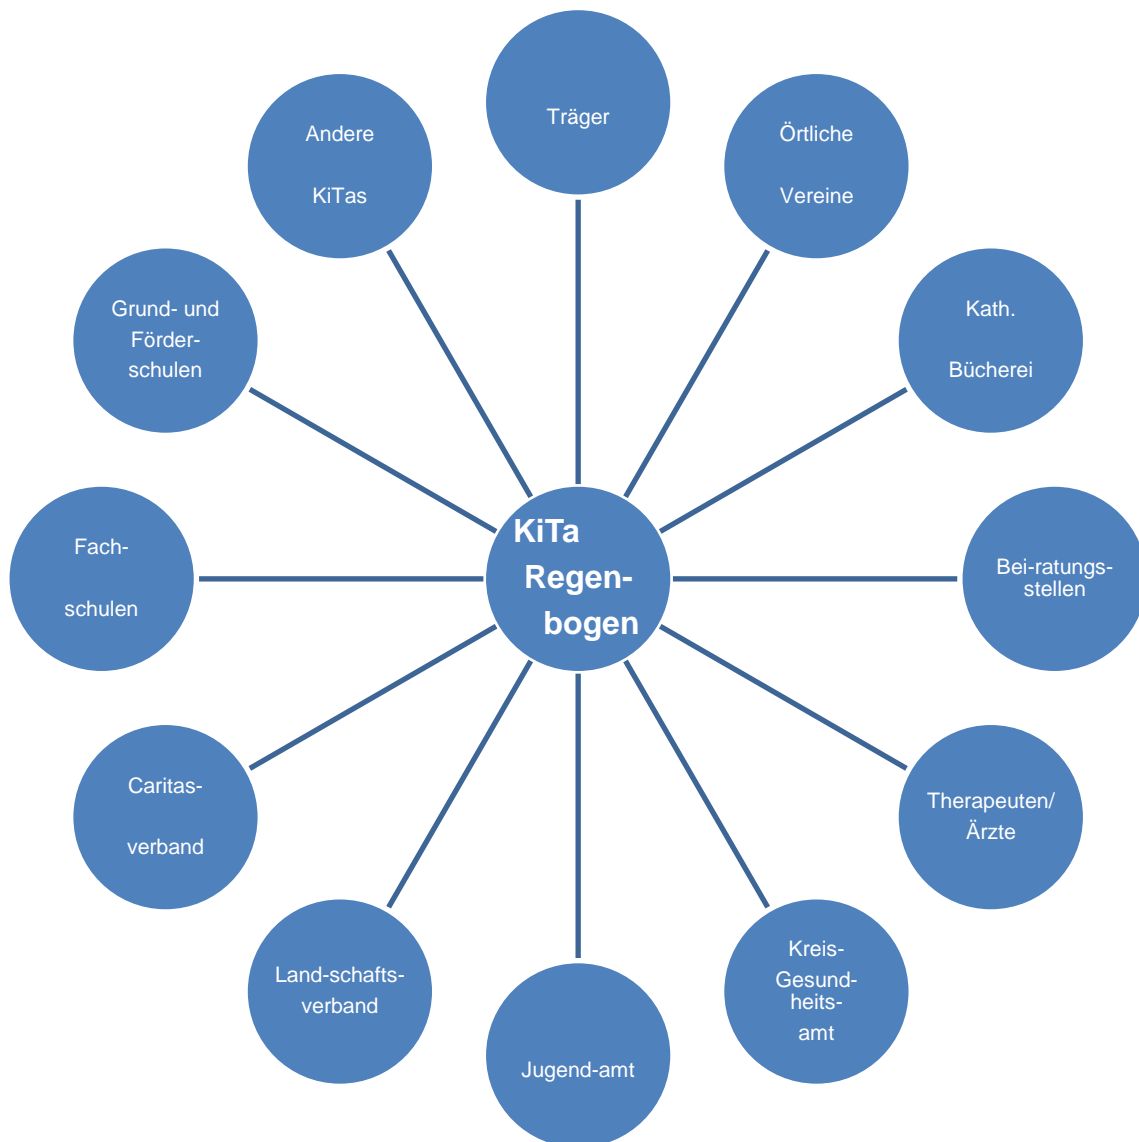 Träger
Örtliche
Vereine
Kath.
Bücherei
Bei-ratungs-
stellen
Therapeuten/
Ärzte
Kreis-
Gesund-
heits-
amt
Jugend-amt
Land-schafts-
verband
Caritas-
verband
Fach-
schulen
Grund- und
Förder-
schulen
Andere
KiTas
KiTa
Regen-
bogen